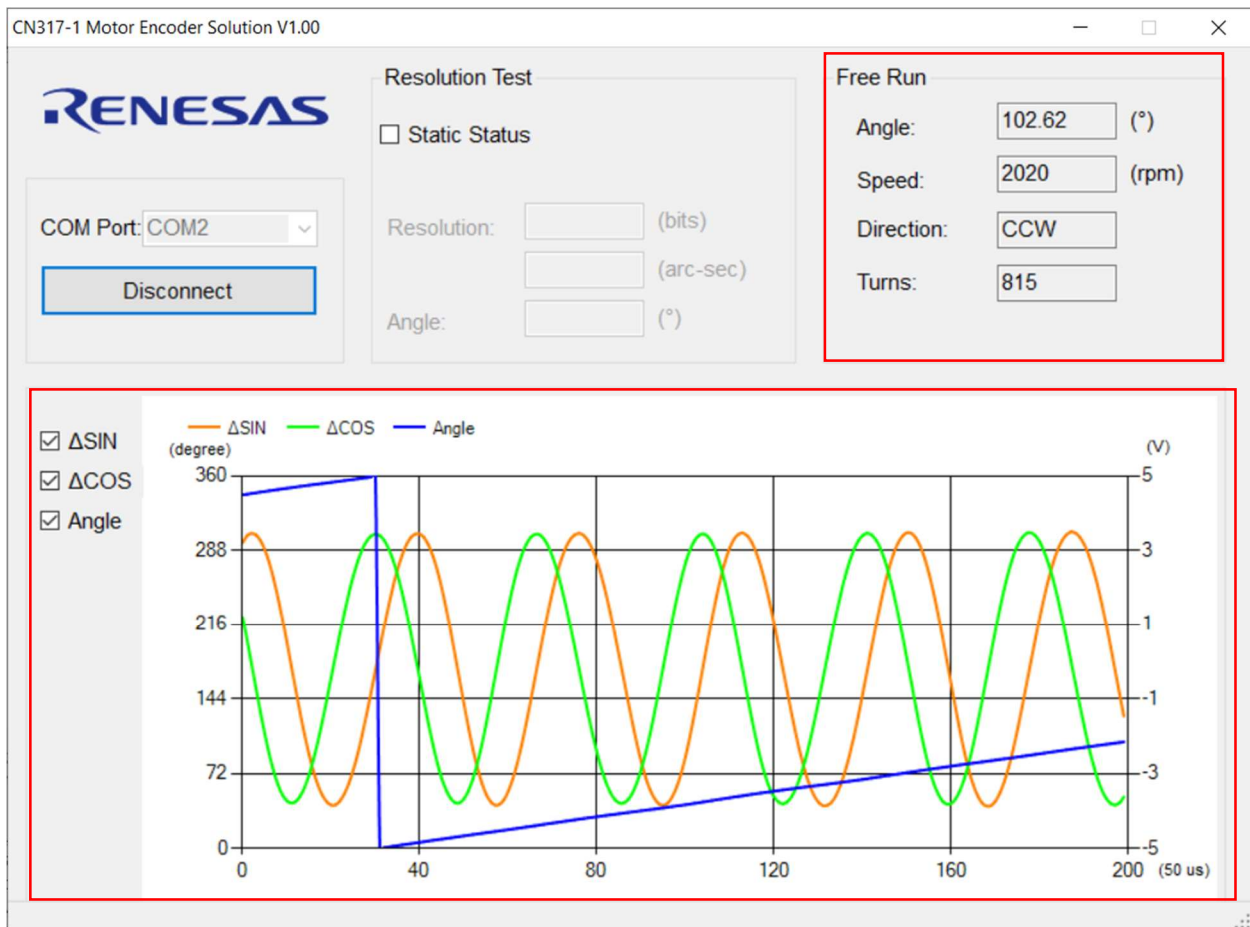 CN317-1 Motor Encoder Solution V1.00
RENESAS
COM Port: COM2
Disconnect
Resolution Test
Static Status
Resolution: (bits)
(arc-sec)
Angle: (°)
Free Run
Angle: 102.62 (°)
Speed: 2020 (rpm)
Direction: CCW
Turns: 815
ΔSIN
ΔCOS
Angle
ΔSIN ΔCOS Angle
(degree) (V)
360 5
288 3
216 1
144 -1
72 -3
0 -5
0 40 80 120 160 200 (50 us)